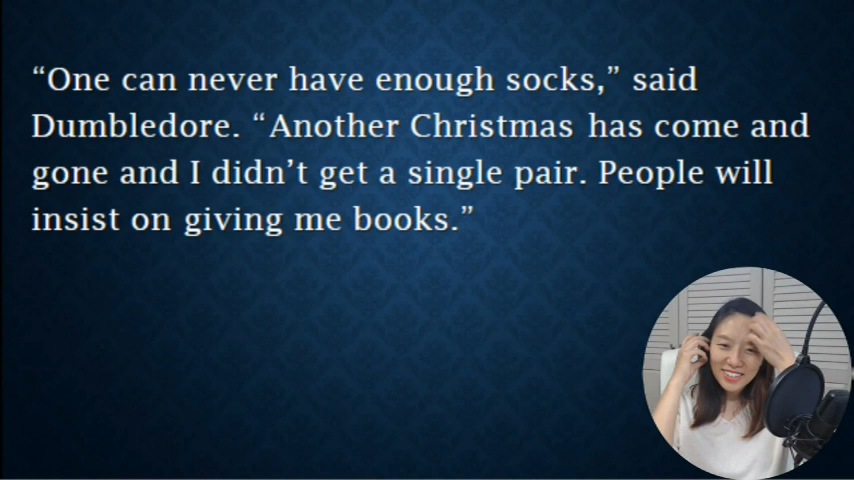 “One can never have enough socks,” said
Dumbledore. “Another Christmas has come and
gone and I didn’t get a single pair. People will
insist on giving me books.”